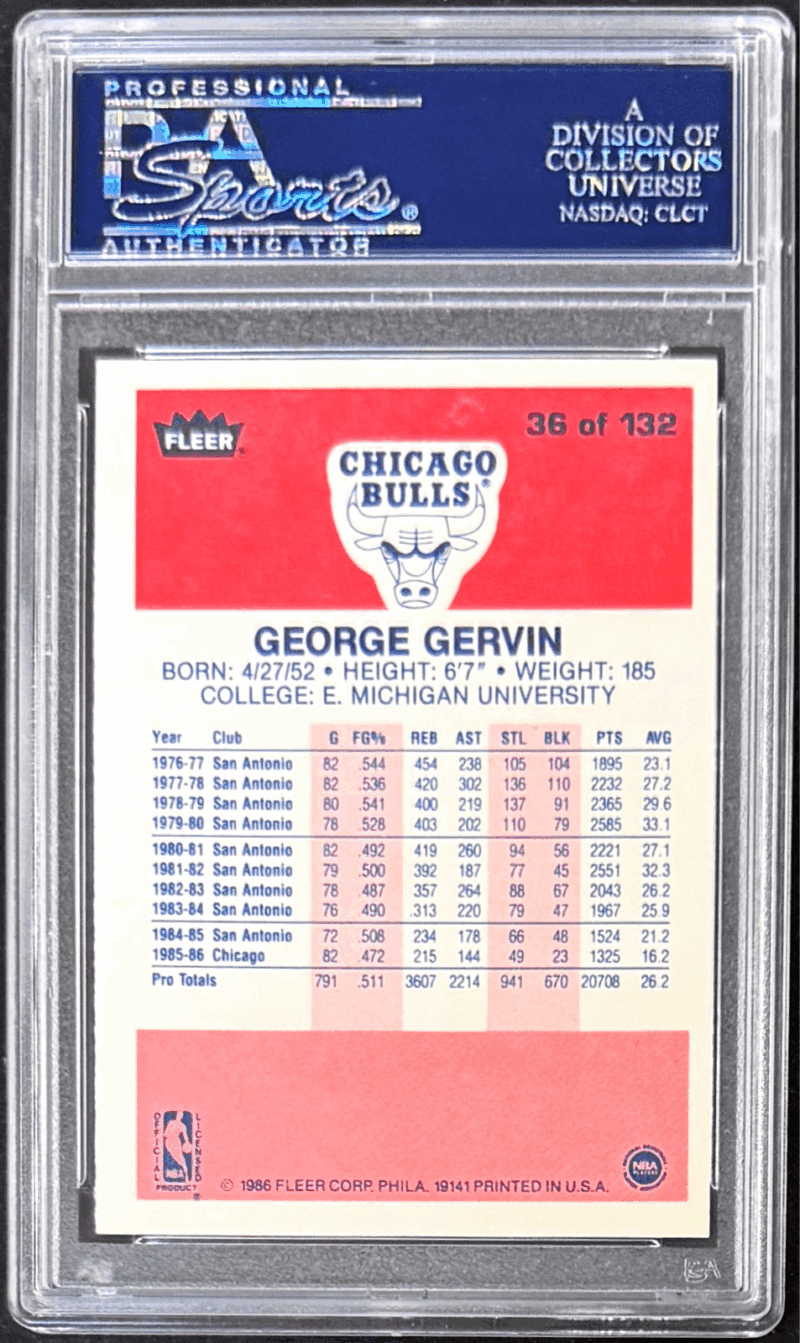 PROFESSIONAL
PSA
Sports®
AUTHENTICATOR
A
DIVISION OF
COLLECTORS
UNIVERSE
NASDAQ: CLCT
FLEER®
36 of 132
CHICAGO
BULLS®
GEORGE GERVIN
BORN: 4/27/52 • HEIGHT: 6'7" • WEIGHT: 185
COLLEGE: E. MICHIGAN UNIVERSITY
Year Club G FG% REB AST STL BLK PTS AVG
1976-77 San Antonio 82 .544 454 238 105 104 1895 23.1
1977-78 San Antonio 82 .536 420 302 136 110 2232 27.2
1978-79 San Antonio 80 .541 400 219 137 91 2365 29.6
1979-80 San Antonio 78 .528 403 202 110 79 2585 33.1
1980-81 San Antonio 82 .492 419 260 94 56 2221 27.1
1981-82 San Antonio 79 .500 392 187 77 45 2551 32.3
1982-83 San Antonio 78 .487 357 264 88 67 2043 26.2
1983-84 San Antonio 76 .490 .313 220 79 47 1967 25.9
1984-85 San Antonio 72 .508 234 178 66 48 1524 21.2
1985-86 Chicago 82 .472 215 144 49 23 1325 16.2
Pro Totals 791 .511 3607 2214 941 670 20708 26.2
OFFICIAL
NBA
LICENSED
PRODUCT ®
© 1986 FLEER CORP. PHILA. 19141 PRINTED IN U.S.A.
NBA
PLAYERS
PSA